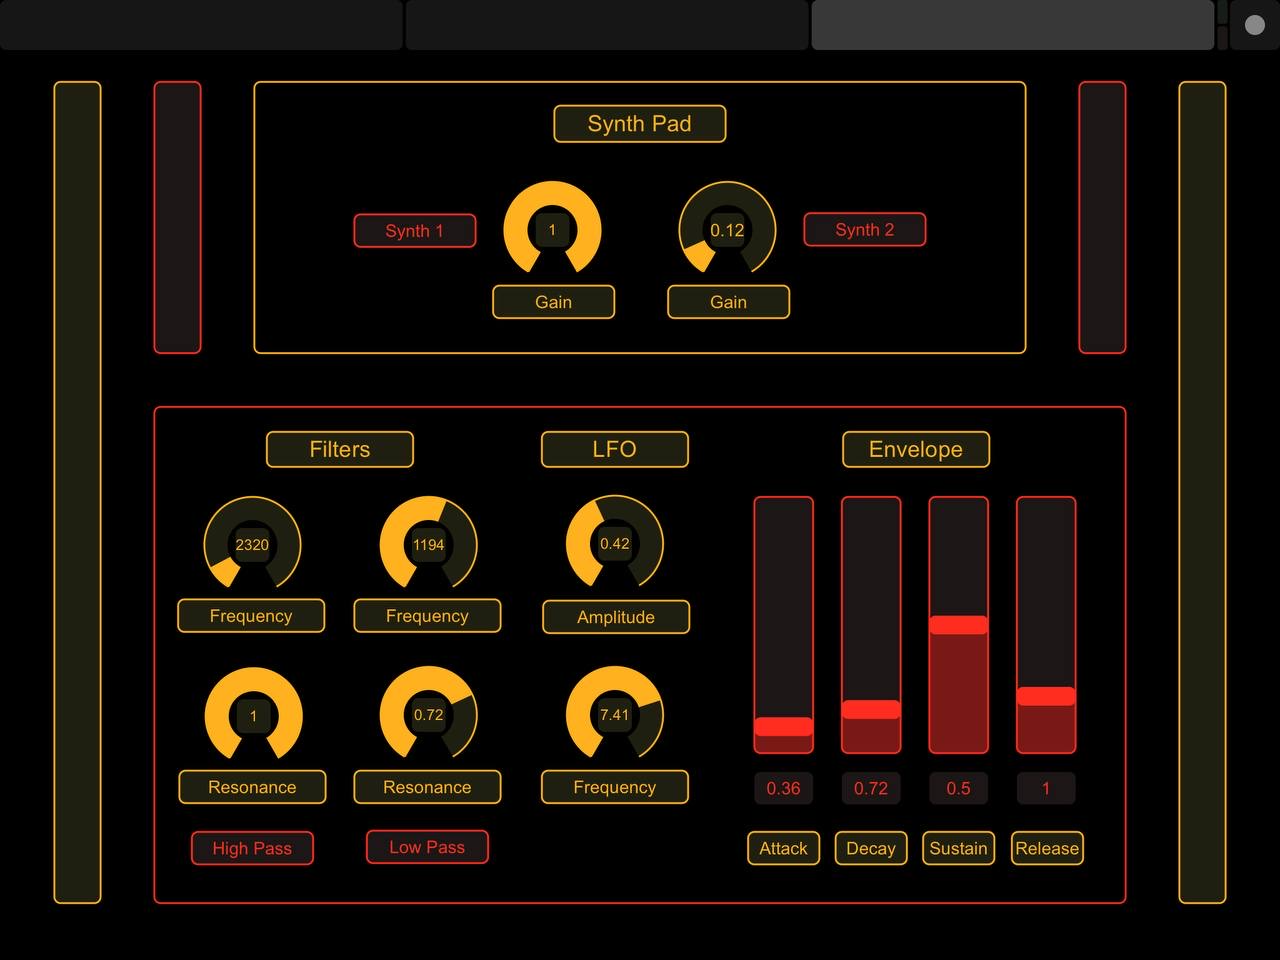 Synth Pad
Synth 1
1
0.12
Synth 2
Gain
Gain
Filters
LFO
Envelope
2320
1194
0.42
Frequency
Frequency
Amplitude
1
0.72
7.41
Resonance
Resonance
Frequency
0.36
0.72
0.5
1
High Pass
Low Pass
Attack
Decay
Sustain
Release